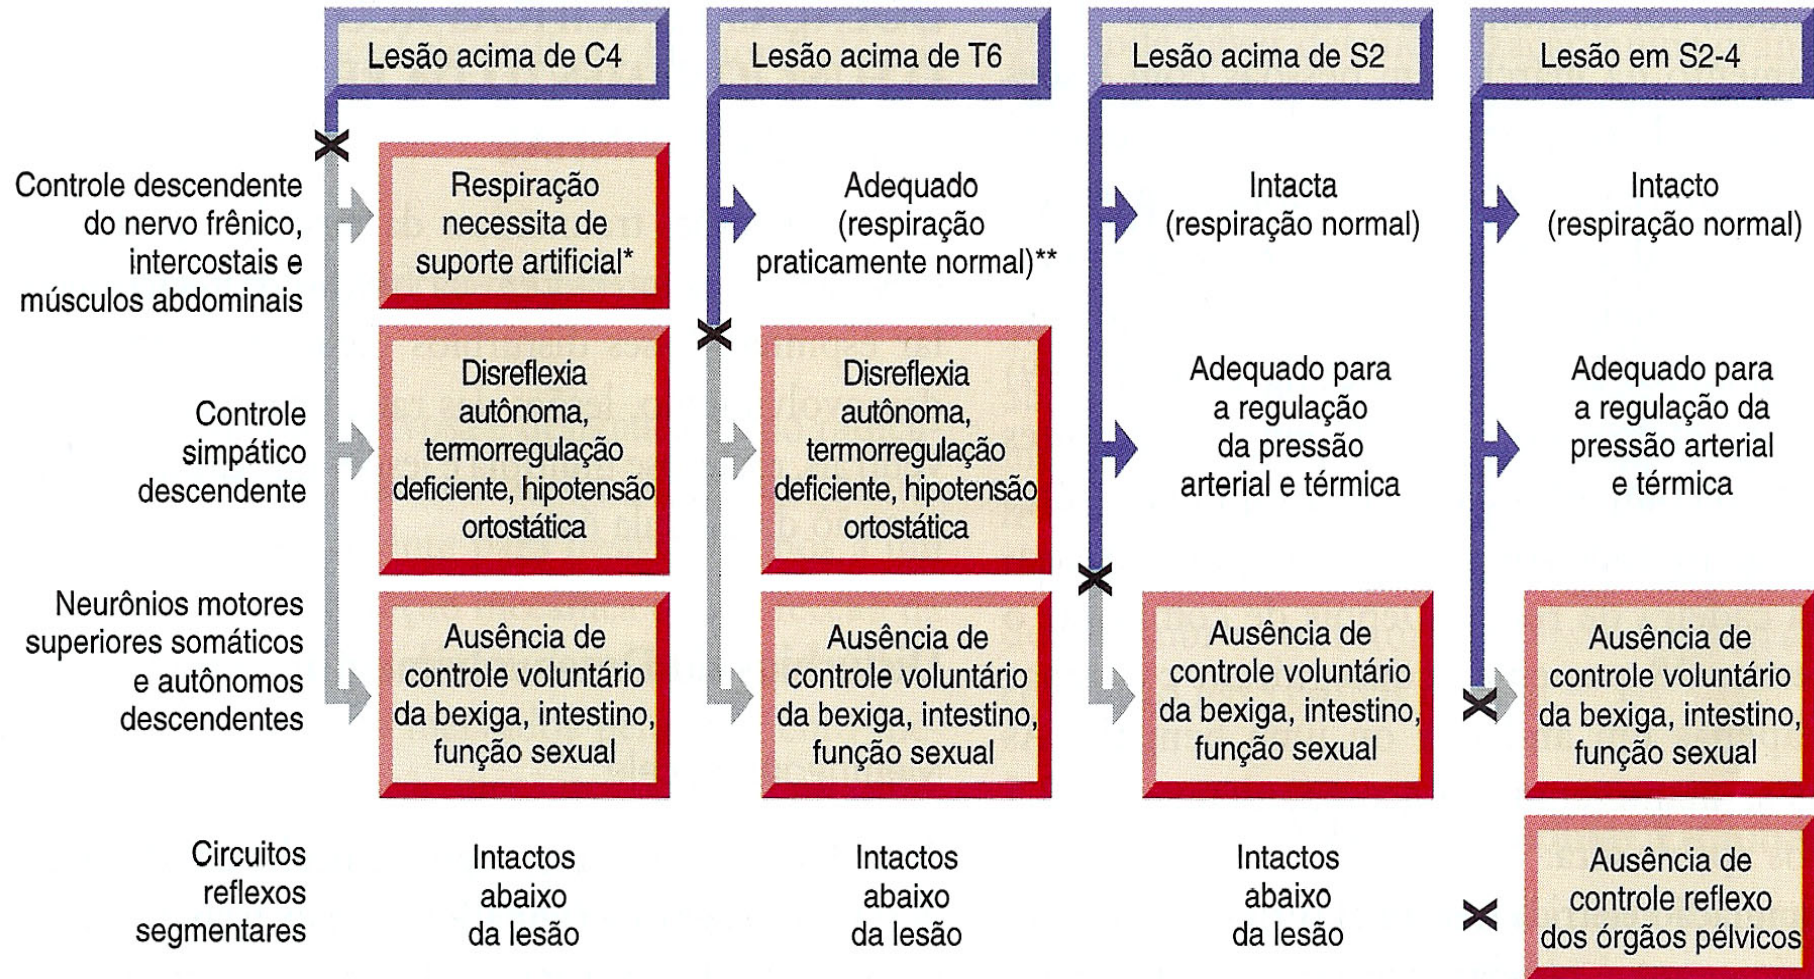 Lesão acima de C4
Lesão acima de T6
Lesão acima de S2
Lesão em S2-4
Controle descendente
do nervo frênico,
intercostais e
músculos abdominais
Respiração
necessita de
suporte artificial*
Adequado
(respiração
praticamente normal)**
Intacta
(respiração normal)
Intacto
(respiração normal)
Controle
simpático
descendente
Disreflexia
autônoma,
termorregulação
deficiente, hipotensão
ortostática
Disreflexia
autônoma,
termorregulação
deficiente, hipotensão
ortostática
Adequado para
a regulação
da pressão
arterial e térmica
Adequado para
a regulação da
pressão arterial
e térmica
Neurônios motores
superiores somáticos
e autônomos
descendentes
Ausência de
controle voluntário
da bexiga, intestino,
função sexual
Ausência de
controle voluntário
da bexiga, intestino,
função sexual
Ausência de
controle voluntário
da bexiga, intestino,
função sexual
Ausência de
controle voluntário
da bexiga, intestino,
função sexual
Circuitos
reflexos
segmentares
Intactos
abaixo
da lesão
Intactos
abaixo
da lesão
Intactos
abaixo
da lesão
Ausência de
controle reflexo
dos órgãos pélvicos